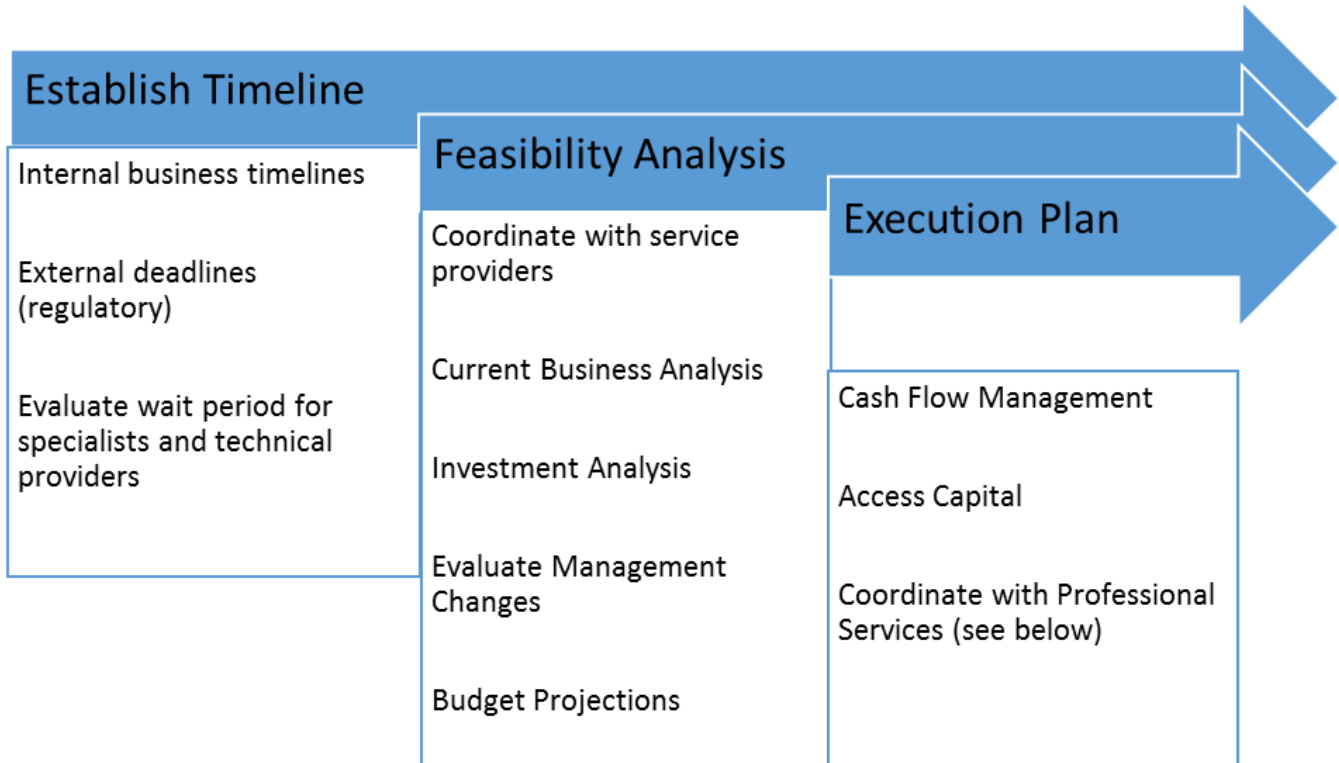 Establish Timeline
Internal business timelines
External deadlines
(regulatory)
Evaluate wait period for
specialists and technical
providers
Feasibility Analysis
Coordinate with service
providers
Current Business Analysis
Investment Analysis
Evaluate Management
Changes
Budget Projections
Execution Plan
Cash Flow Management
Access Capital
Coordinate with Professional
Services (see below)